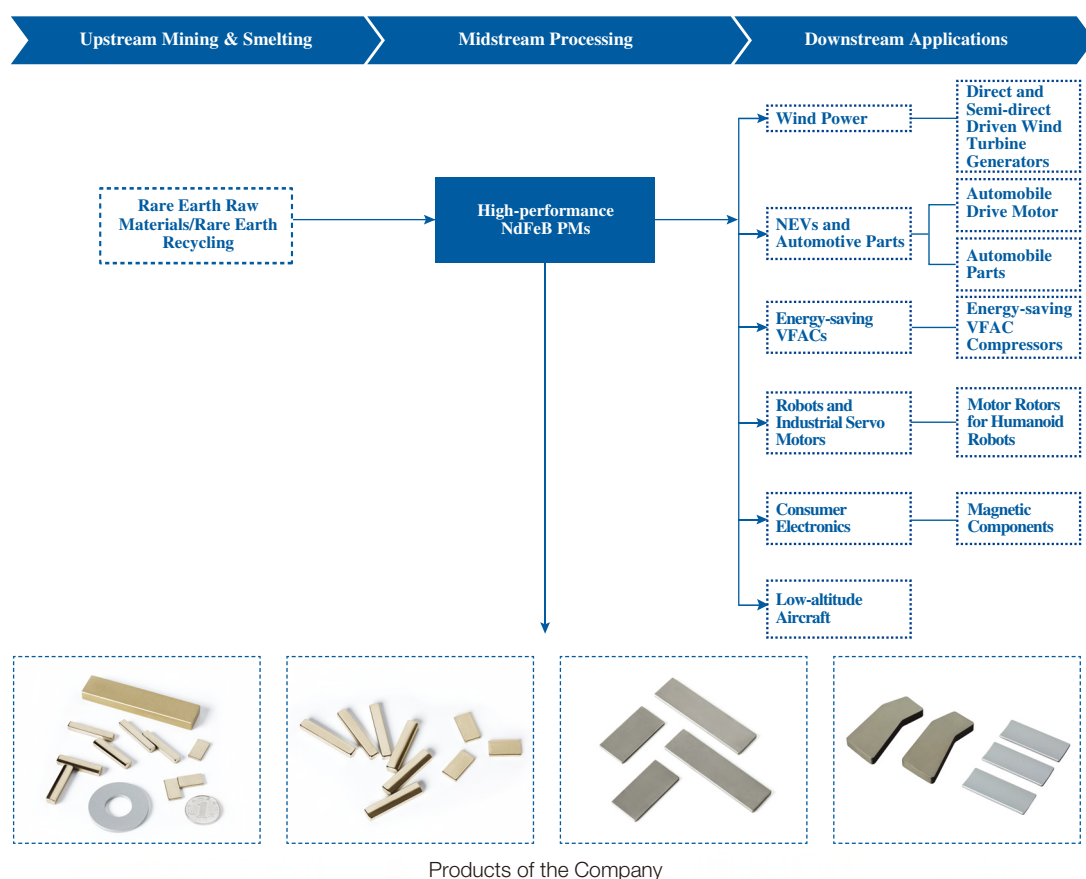 Upstream Mining & Smelting
Midstream Processing
Downstream Applications
Rare Earth Raw
Materials/Rare Earth
Recycling
High-performance
NdFeB PMs
Wind Power
Direct and
Semi-direct
Driven Wind
Turbine
Generators
NEVs and
Automotive Parts
Automobile
Drive Motor
Automobile
Parts
Energy-saving
VFACs
Energy-saving
VFAC
Compressors
Robots and
Industrial Servo
Motors
Motor Rotors
for Humanoid
Robots
Consumer
Electronics
Magnetic
Components
Low-altitude
Aircraft
Products of the Company